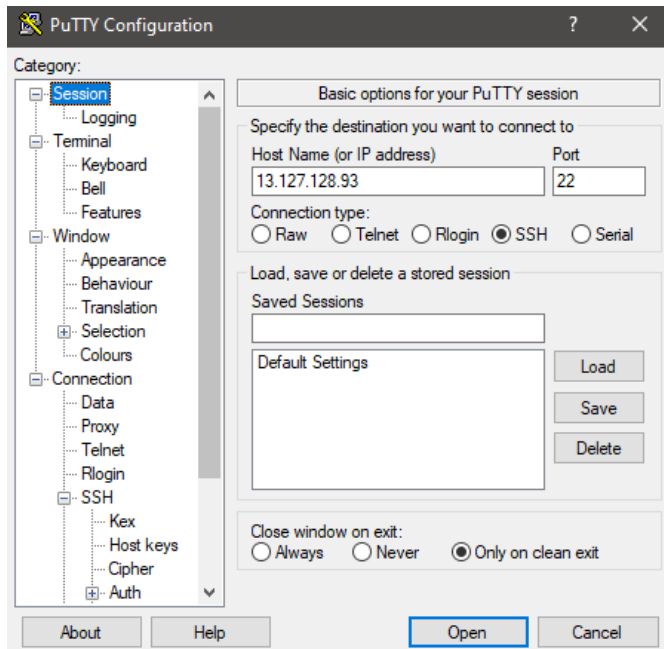 PuTTY Configuration
?
Category:
Session
Logging
Terminal
Keyboard
Bell
Features
Window
Appearance
Behaviour
Translation
Selection
Colours
Connection
Data
Proxy
Telnet
Rlogin
SSH
Kex
Host keys
Cipher
Auth
Basic options for your PuTTY session
Specify the destination you want to connect to
Host Name (or IP address) Port
13.127.128.93 22
Connection type:
Raw Telnet Rlogin SSH Serial
Load, save or delete a stored session
Saved Sessions
Default Settings
Load
Save
Delete
Close window on exit:
Always Never Only on clean exit
About Help Open Cancel